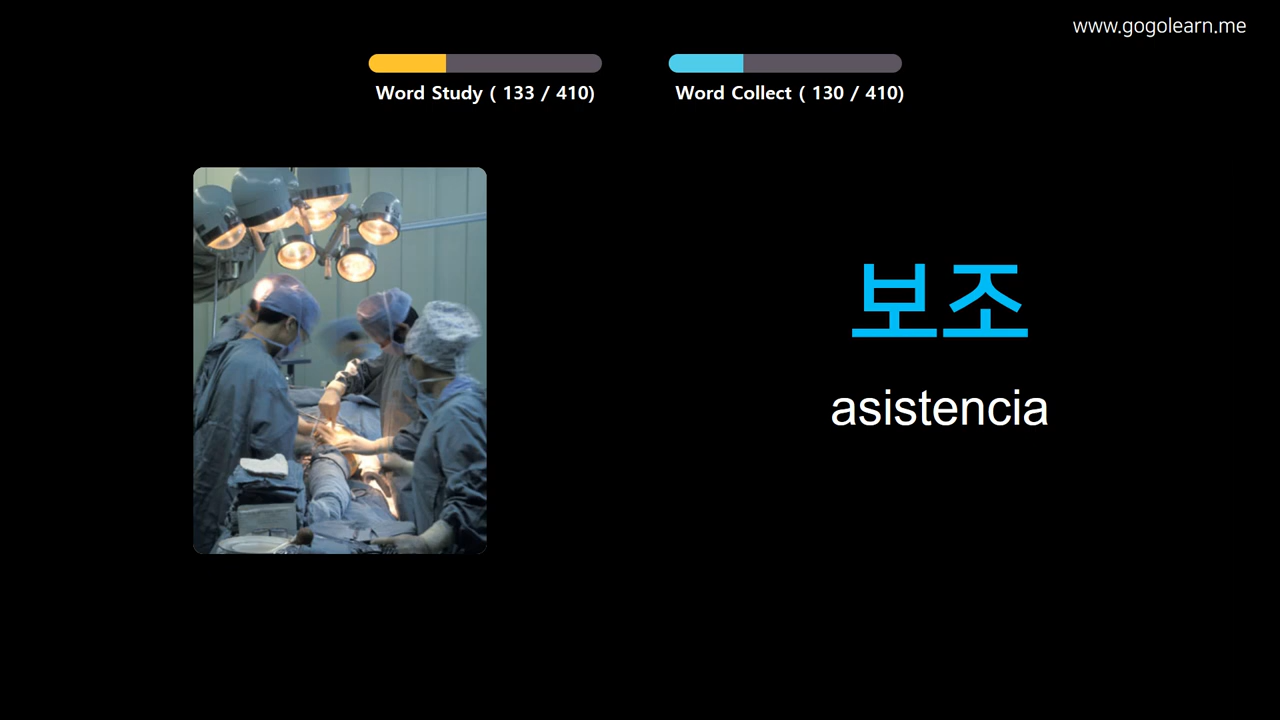 www.gogolearn.me
Word Study ( 133 / 410)
Word Collect ( 130 / 410)
보조
asistencia